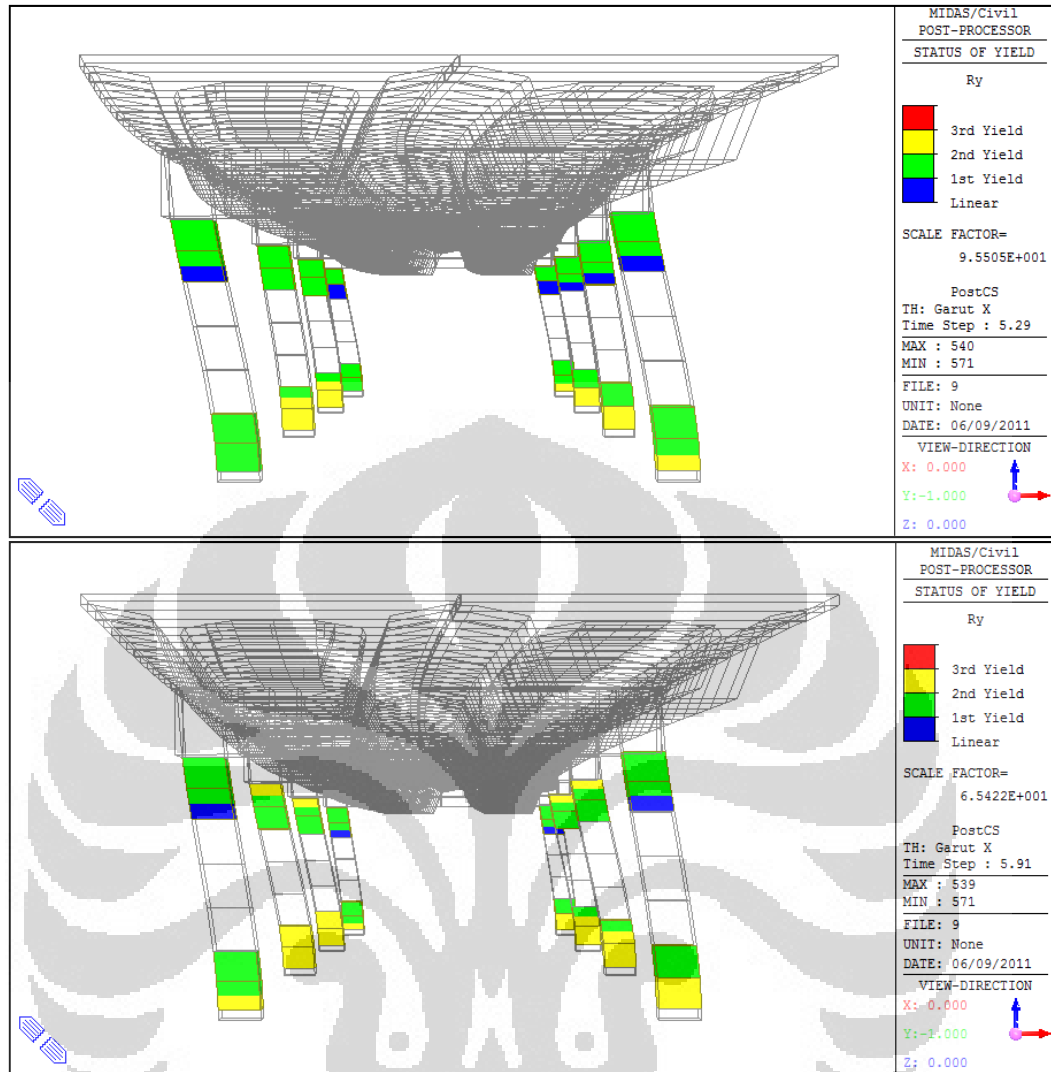 MIDAS/Civil
POST-PROCESSOR
STATUS OF YIELD
Ry
3rd Yield
2nd Yield
1st Yield
Linear
SCALE FACTOR=
9.5505E+001
PostCS
TH: Garut X
Time Step : 5.29
MAX : 540
MIN : 571
FILE: 9
UNIT: None
DATE: 06/09/2011
VIEW-DIRECTION
X: 0.000
Y:-1.000
Z: 0.000
MIDAS/Civil
POST-PROCESSOR
STATUS OF YIELD
Ry
3rd Yield
2nd Yield
1st Yield
Linear
SCALE FACTOR=
6.5422E+001
PostCS
TH: Garut X
Time Step : 5.91
MAX : 539
MIN : 571
FILE: 9
UNIT: None
DATE: 06/09/2011
VIEW-DIRECTION
X:-0.000
Y:-1.000
Z: 0.000